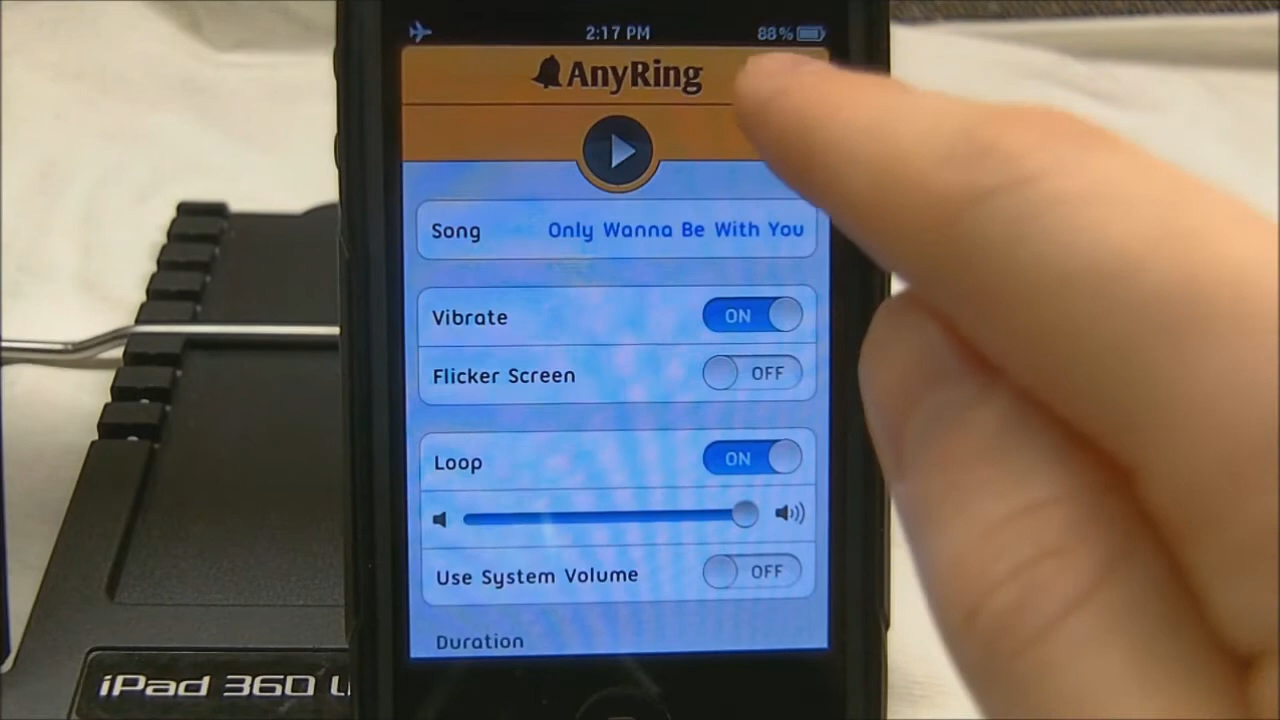 2:17 PM 88%
AnyRing
Song Only Wanna Be With You
Vibrate ON
Flicker Screen OFF
Loop ON
Use System Volume OFF
Duration
iPad 360